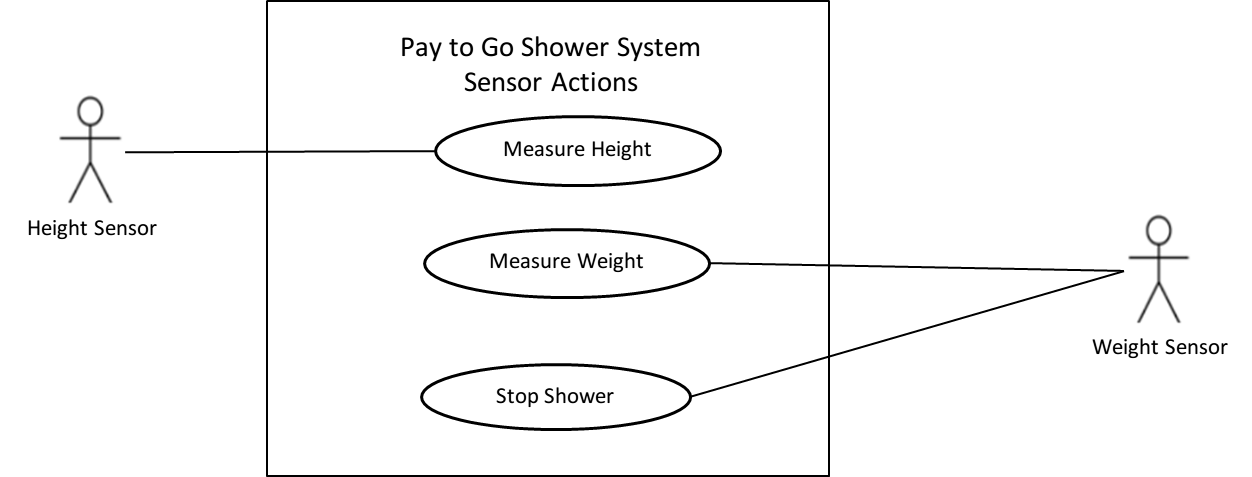 Pay to Go Shower System
Sensor Actions
Measure Height
Height Sensor
Measure Weight
Weight Sensor
Stop Shower